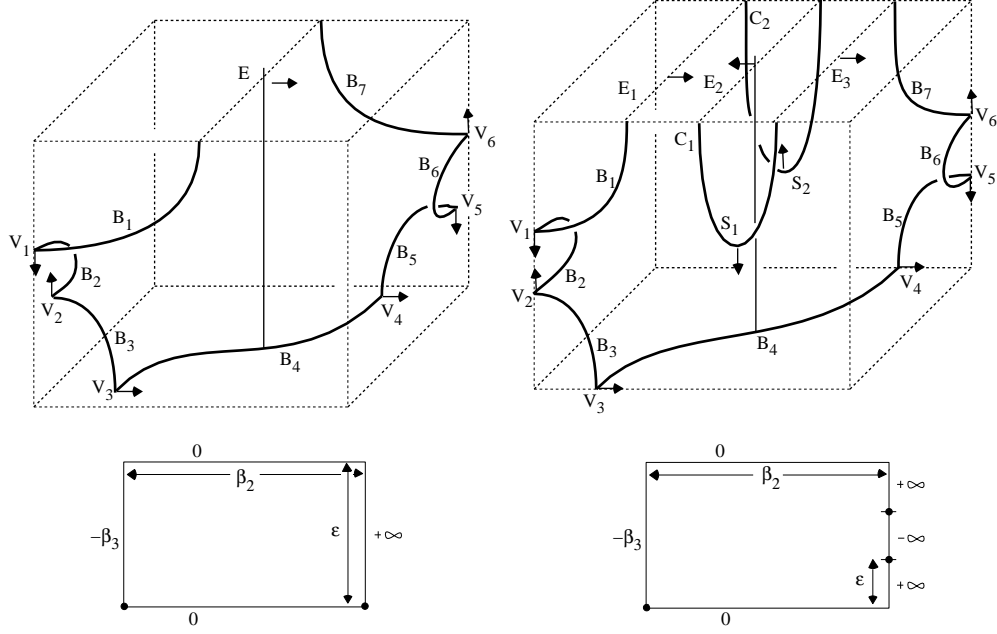 E
B7
V6
B6
V5
B1
V1
B2
B5
V2
V4
B3
B4
V3
C2
E1
E2
E3
B7
C1
V6
B6
B1
S2
V5
V1
S1
B5
B2
V2
V4
B3
B4
V3
0
β2
−β3
ε
+∞
0
0
β2
+∞
−β3
−∞
ε
+∞
0